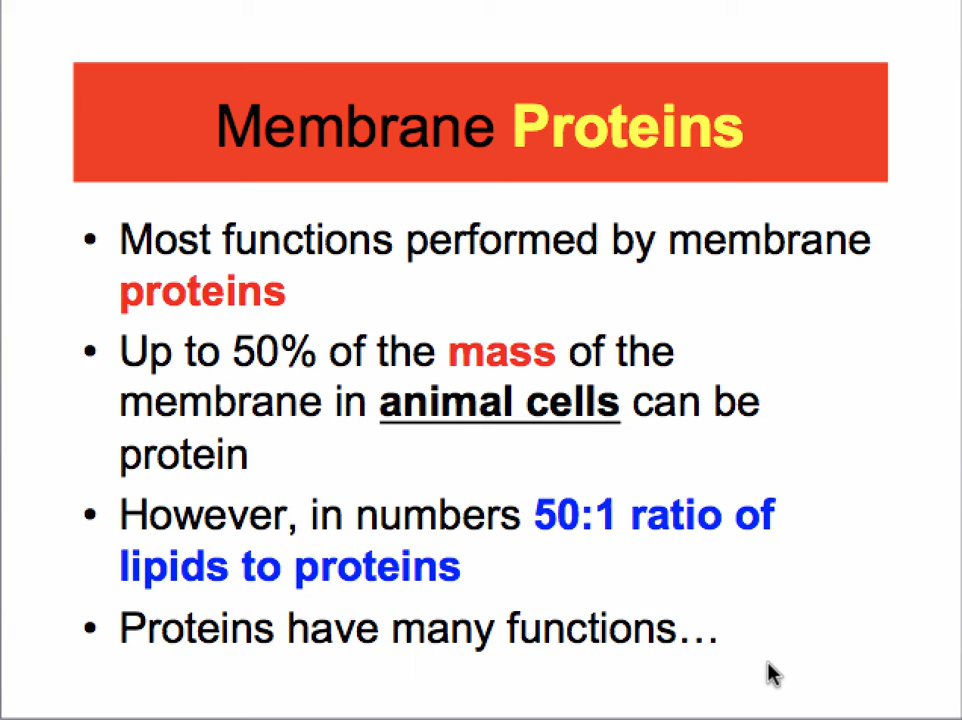 Membrane Proteins
• Most functions performed by membrane
proteins
• Up to 50% of the mass of the
membrane in animal cells can be
protein
• However, in numbers 50:1 ratio of
lipids to proteins
• Proteins have many functions…